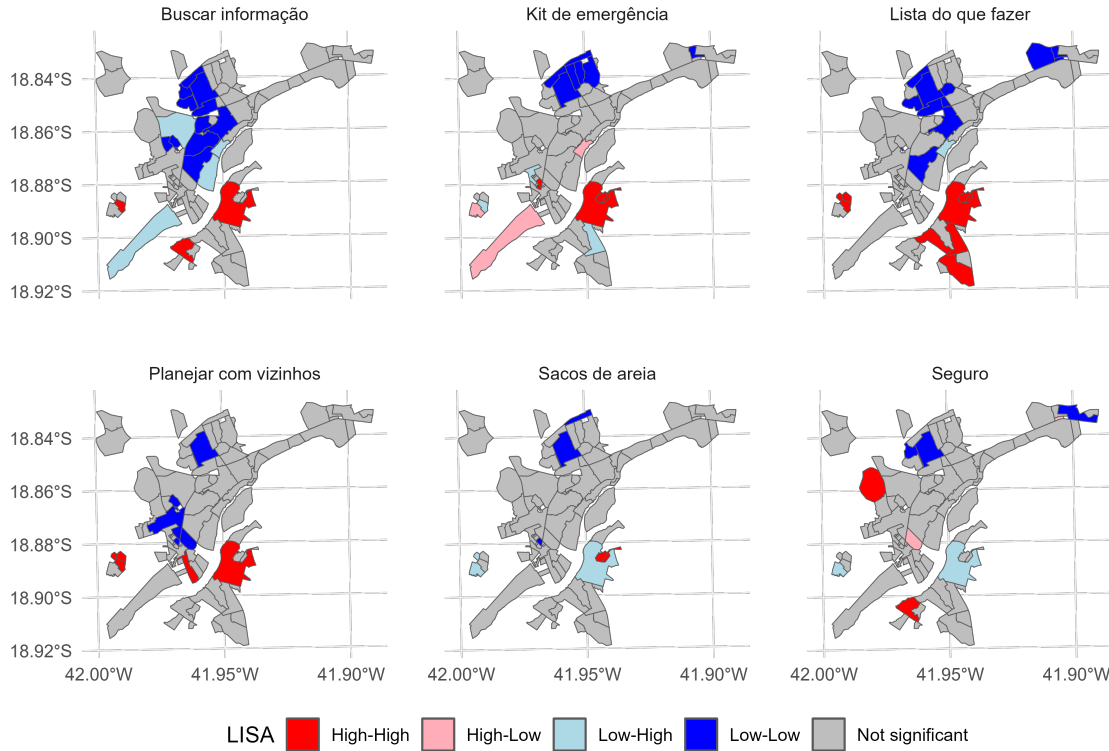 Buscar informação
Kit de emergência
Lista do que fazer
18.84°S
18.86°S
18.88°S
18.90°S
18.92°S
Planejar com vizinhos
Sacos de areia
Seguro
18.84°S
18.86°S
18.88°S
18.90°S
18.92°S
42.00°W 41.95°W 41.90°W 42.00°W 41.95°W 41.90°W 42.00°W 41.95°W 41.90°W
LISA High-High High-Low Low-High Low-Low Not significant